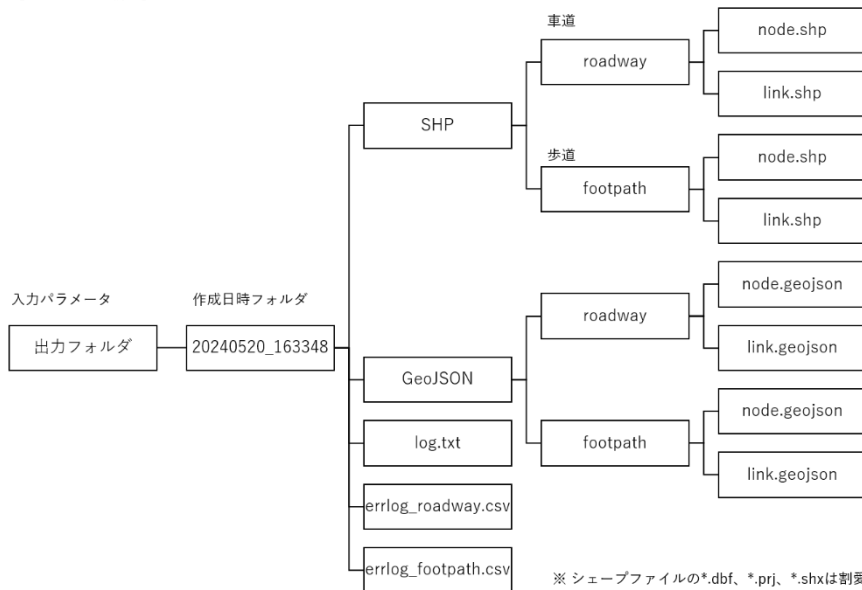 入力パラメータ
出力フォルダ
作成日時フォルダ
20240520_163348
SHP
車道
roadway
node.shp
link.shp
歩道
footpath
node.shp
link.shp
GeoJSON
roadway
node.geojson
link.geojson
footpath
node.geojson
link.geojson
log.txt
errlog_roadway.csv
errlog_footpath.csv
※ シェープファイルの*.dbf、*.prj、*.shxは割愛